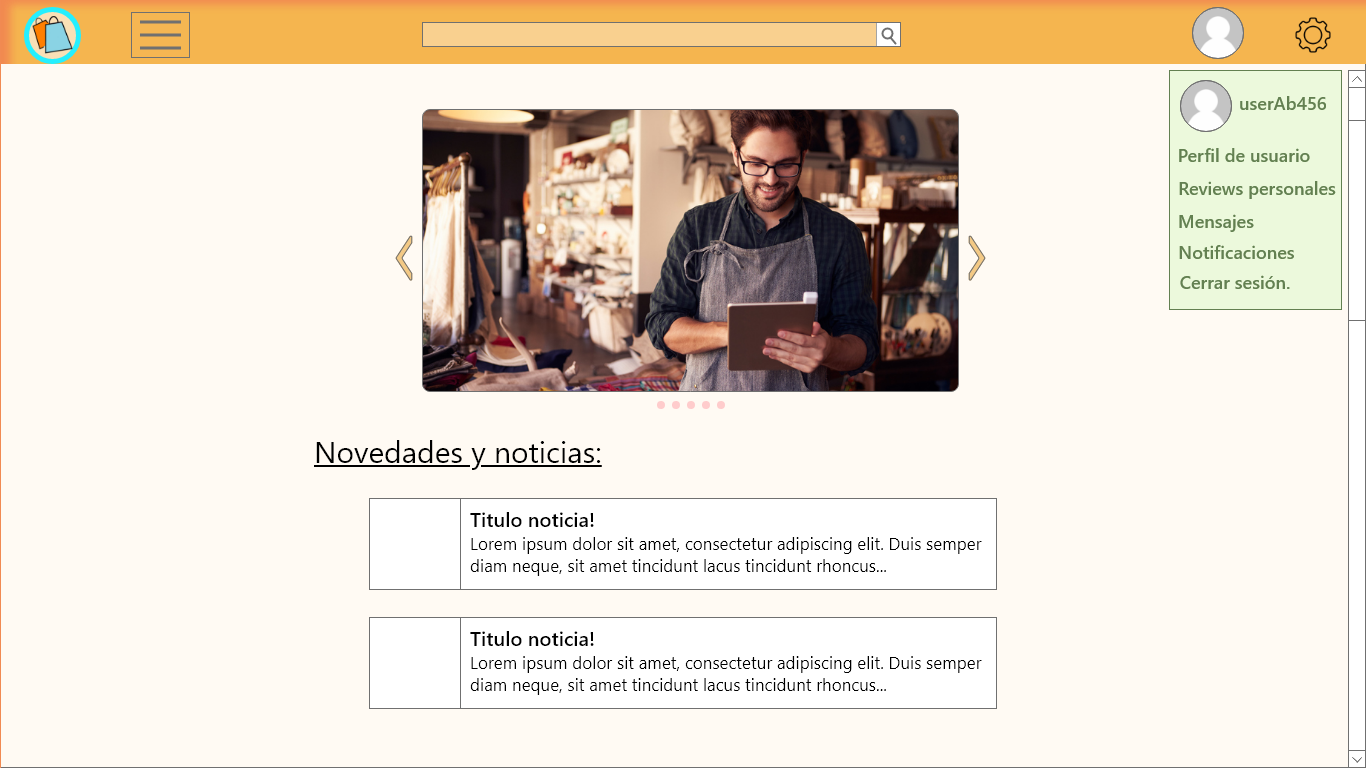 userAb456
Perfil de usuario
Reviews personales
Mensajes
Notificaciones
Cerrar sesión.
Novedades y noticias:
Titulo noticia!
Lorem ipsum dolor sit amet, consectetur adipiscing elit. Duis semper
diam neque, sit amet tincidunt lacus tincidunt rhoncus...
Titulo noticia!
Lorem ipsum dolor sit amet, consectetur adipiscing elit. Duis semper
diam neque, sit amet tincidunt lacus tincidunt rhoncus...